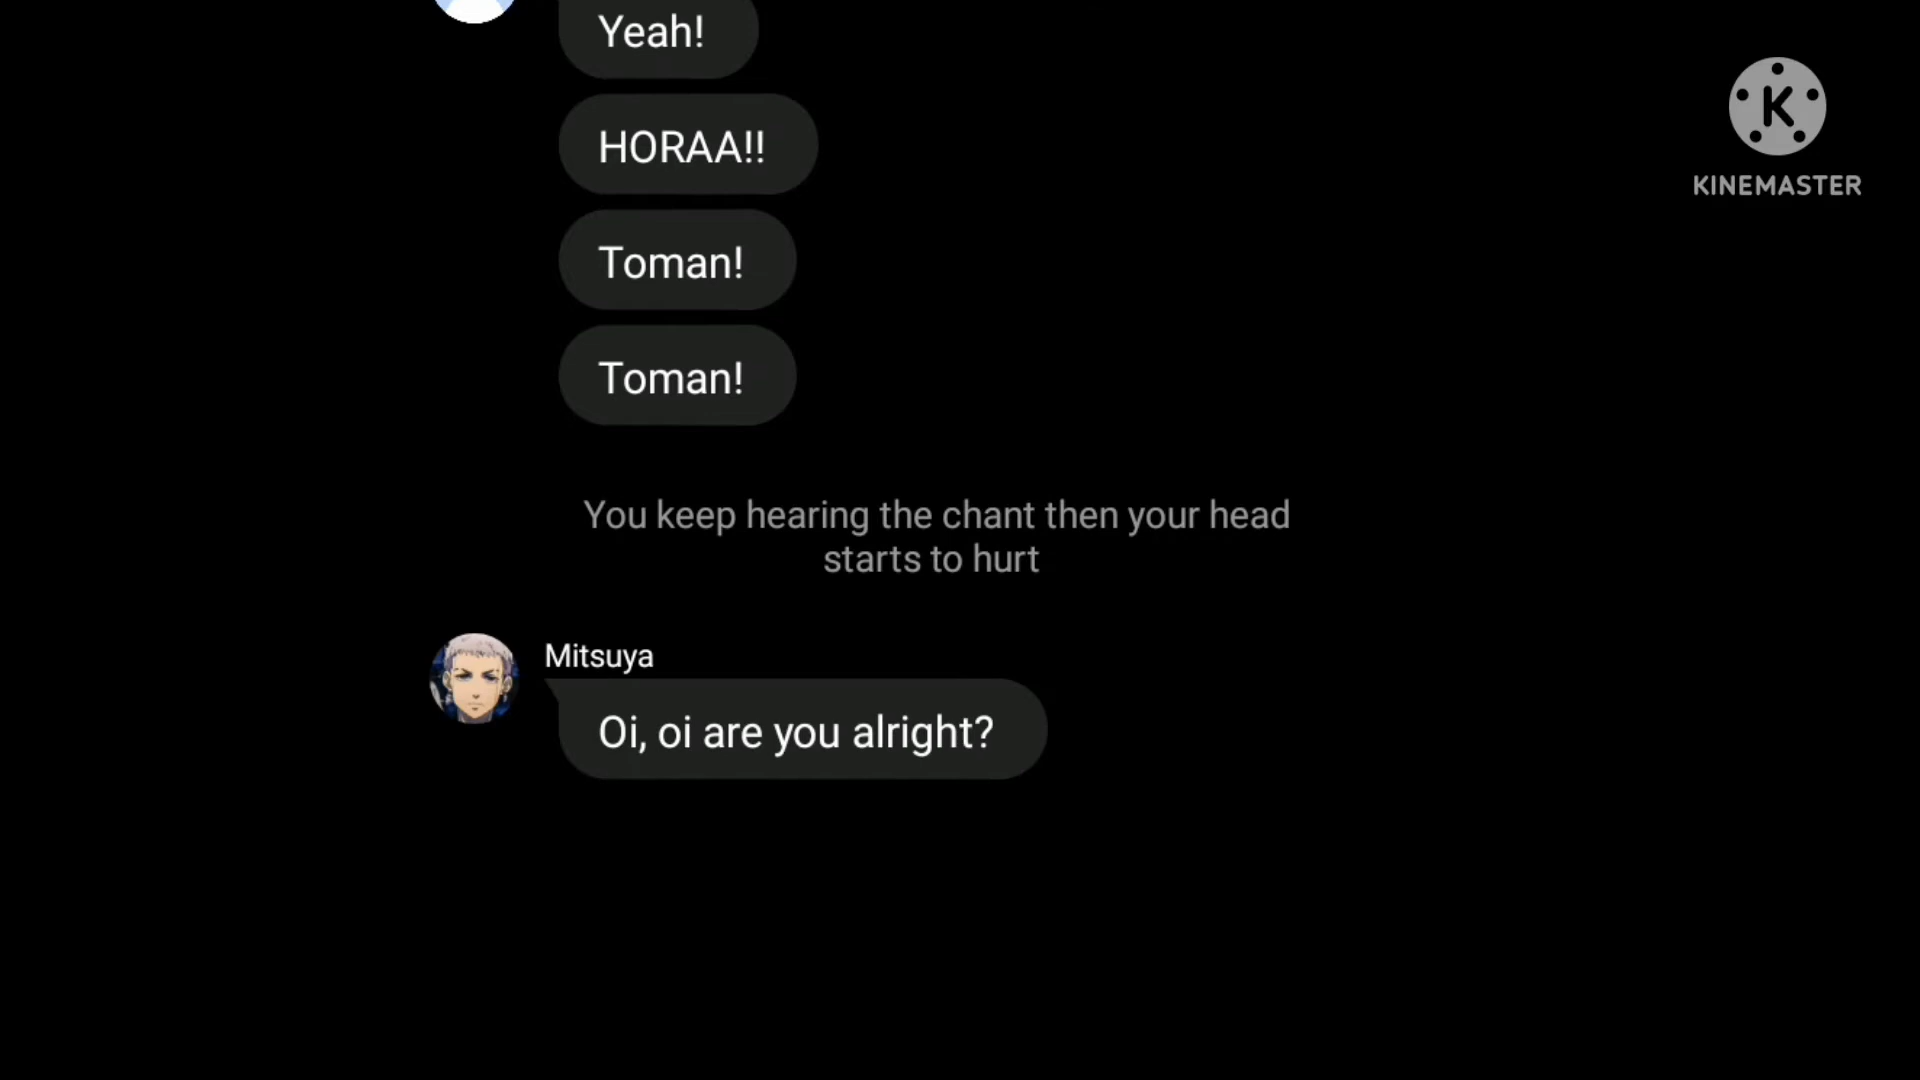 Yeah!
HORAA!!
Toman!
Toman!
You keep hearing the chant then your head
starts to hurt
Mitsuya
Oi, oi are you alright?
K
KINEMASTER